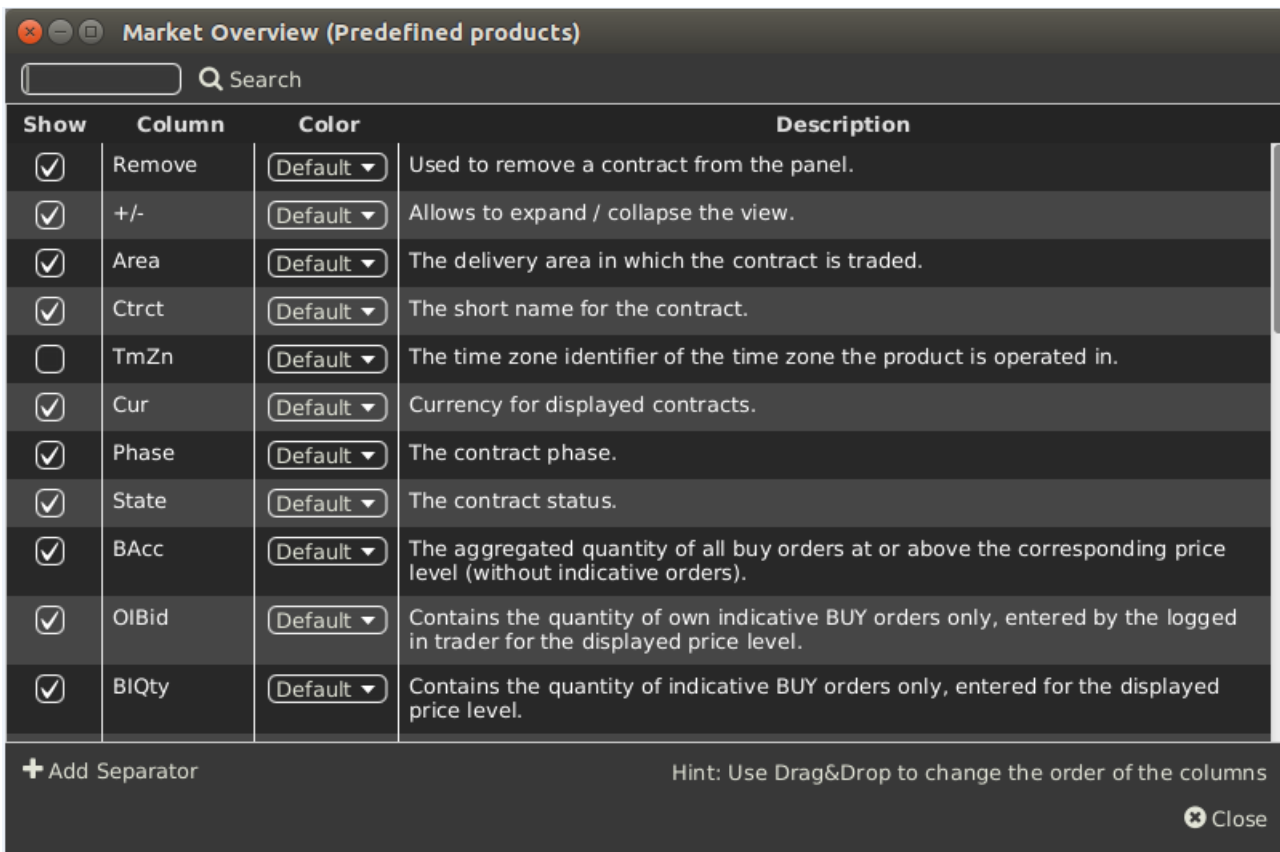 Market Overview (Predefined products)
Search
Show Column Color Description
Remove Default Used to remove a contract from the panel.
+/- Default Allows to expand / collapse the view.
Area Default The delivery area in which the contract is traded.
Ctrct Default The short name for the contract.
TmZn Default The time zone identifier of the time zone the product is operated in.
Cur Default Currency for displayed contracts.
Phase Default The contract phase.
State Default The contract status.
BAcc Default The aggregated quantity of all buy orders at or above the corresponding price
level (without indicative orders).
OIBid Default Contains the quantity of own indicative BUY orders only, entered by the logged
in trader for the displayed price level.
BIQty Default Contains the quantity of indicative BUY orders only, entered for the displayed
price level.
Add Separator Hint: Use Drag&Drop to change the order of the columns
Close